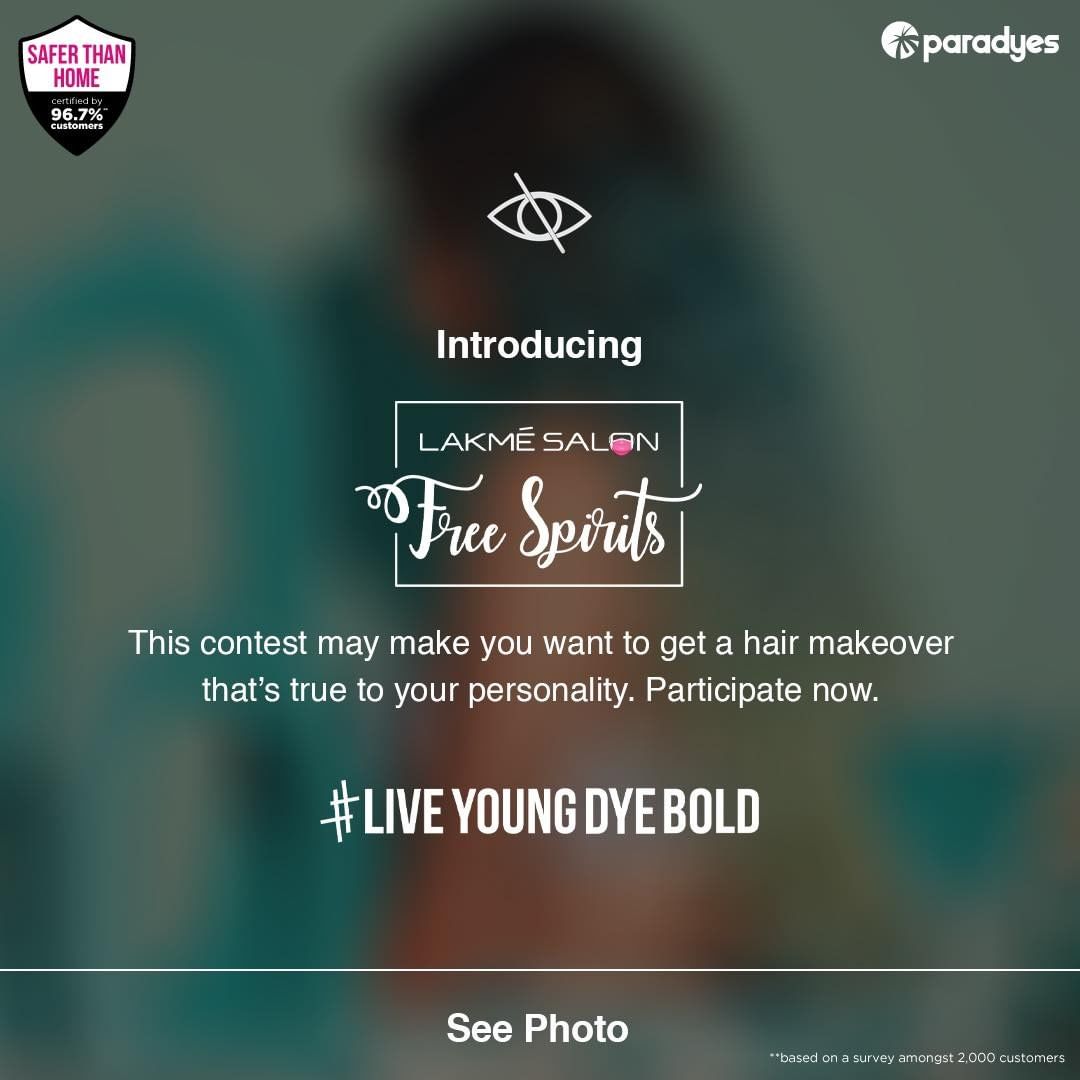 SAFER THAN
HOME
certified by
96.7%**
customers
paradyes
Introducing
LAKMÉ SALON
Free Spirits
This contest may make you want to get a hair makeover
that's true to your personality. Participate now.
#LIVE YOUNG DYE BOLD
See Photo
**based on a survey amongst 2,000 customers